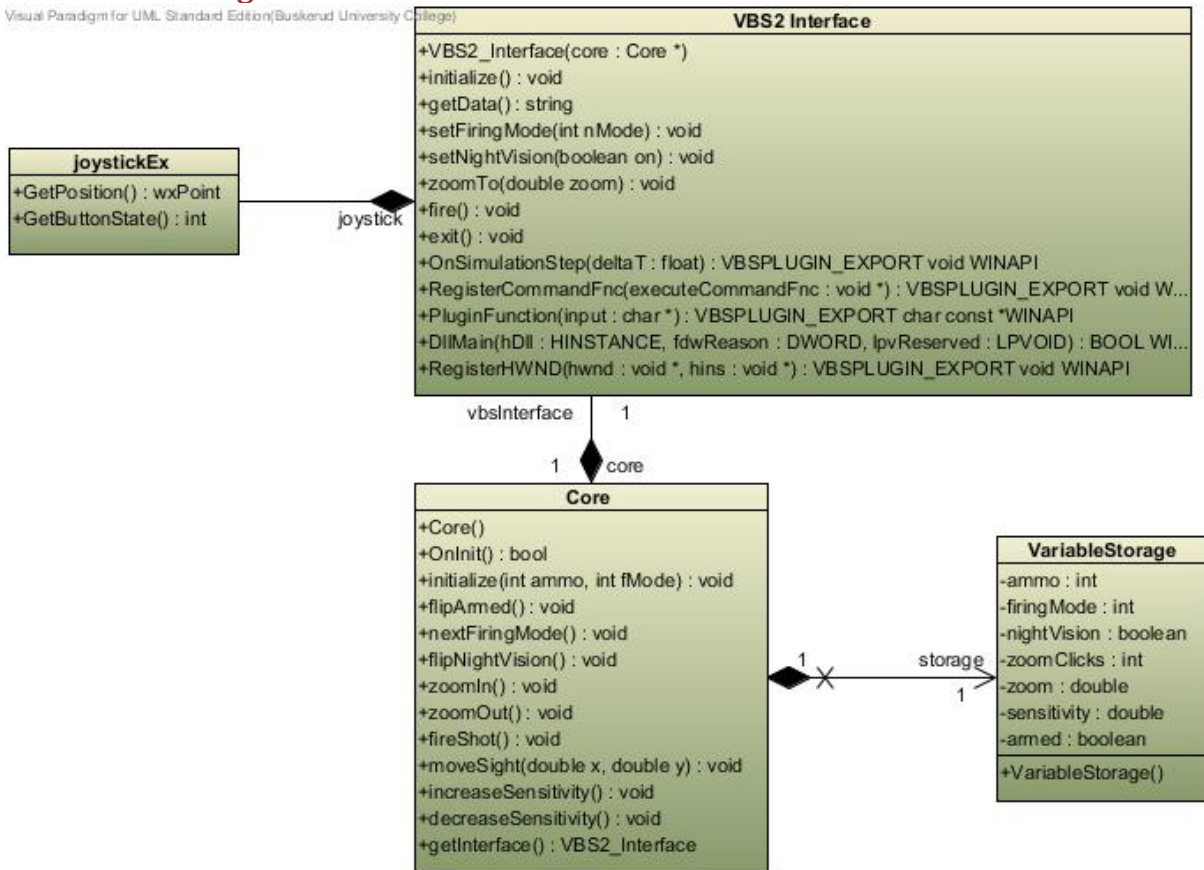 Visual Paradigm for UML Standard Edition(Buskerud University College)
VBS2 Interface
+VBS2_Interface(core : Core *)
+initialize() : void
+getData() : string
+setFiringMode(int nMode) : void
+setNightVision(boolean on) : void
+zoomTo(double zoom) : void
+fire() : void
+exit() : void
+OnSimulationStep(deltaT : float) : VBSPLUGIN_EXPORT void WINAPI
+RegisterCommandFnc(executeCommandFnc : void *) : VBSPLUGIN_EXPORT void W...
+PluginFunction(input : char *) : VBSPLUGIN_EXPORT char const *WINAPI
+DllMain(hDll : HINSTANCE, fdwReason : DWORD, lpvReserved : LPVOID) : BOOL WI...
+RegisterHWND(hwnd : void *, hins : void *) : VBSPLUGIN_EXPORT void WINAPI
joystickEx
+GetPosition() : wxPoint
+GetButtonState() : int
joystick
vbsInterface 1
1 core
Core
+Core()
+OnInit() : bool
+initialize(int ammo, int fMode) : void
+flipArmed() : void
+nextFiringMode() : void
+flipNightVision() : void
+zoomIn() : void
+zoomOut() : void
+fireShot() : void
+moveSight(double x, double y) : void
+increaseSensitivity() : void
+decreaseSensitivity() : void
+getInterface() : VBS2_Interface
1 storage
1
VariableStorage
-ammo : int
-firingMode : int
-nightVision : boolean
-zoomClicks : int
-zoom : double
-sensitivity : double
-armed : boolean
+VariableStorage()